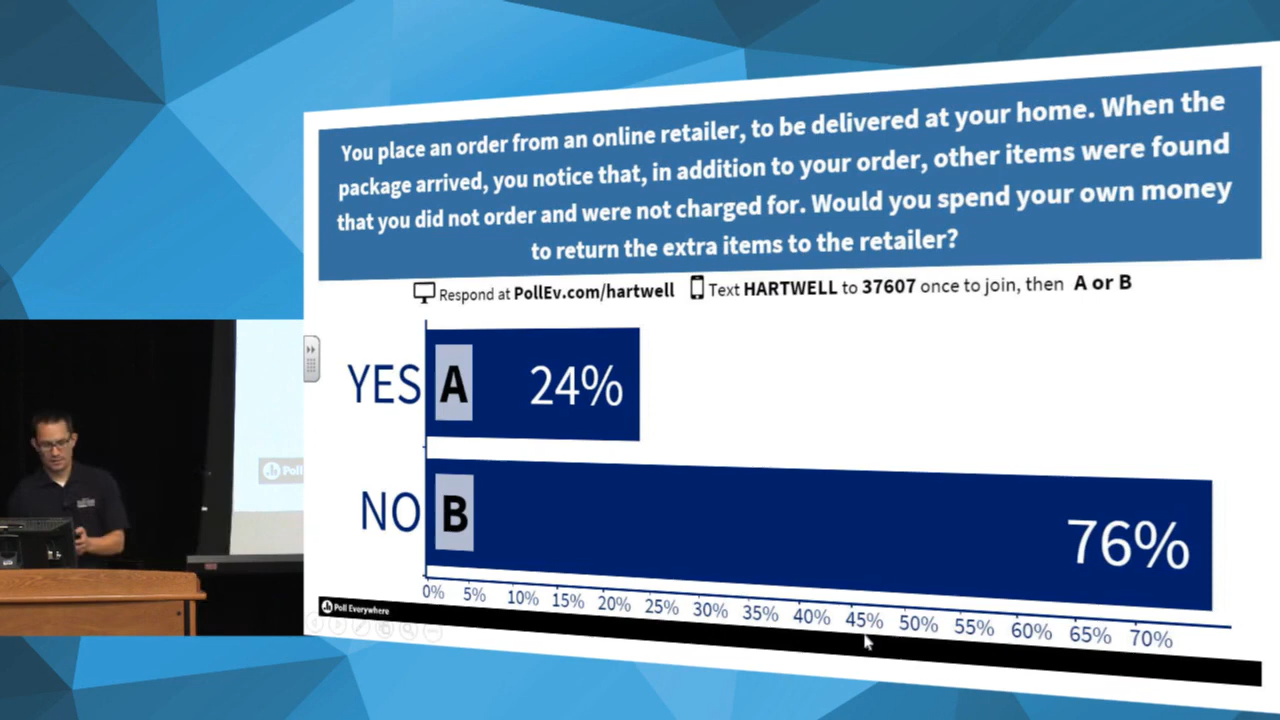 You place an order from an online retailer, to be delivered at your home. When the
package arrived, you notice that, in addition to your order, other items were found
that you did not order and were not charged for. Would you spend your own money
to return the extra items to the retailer?
Respond at PollEv.com/hartwell Text HARTWELL to 37607 once to join, then A or B
YES A 24%
NO B 76%
0% 5% 10% 15% 20% 25% 30% 35% 40% 45% 50% 55% 60% 65% 70%
Poll Everywhere
Poll